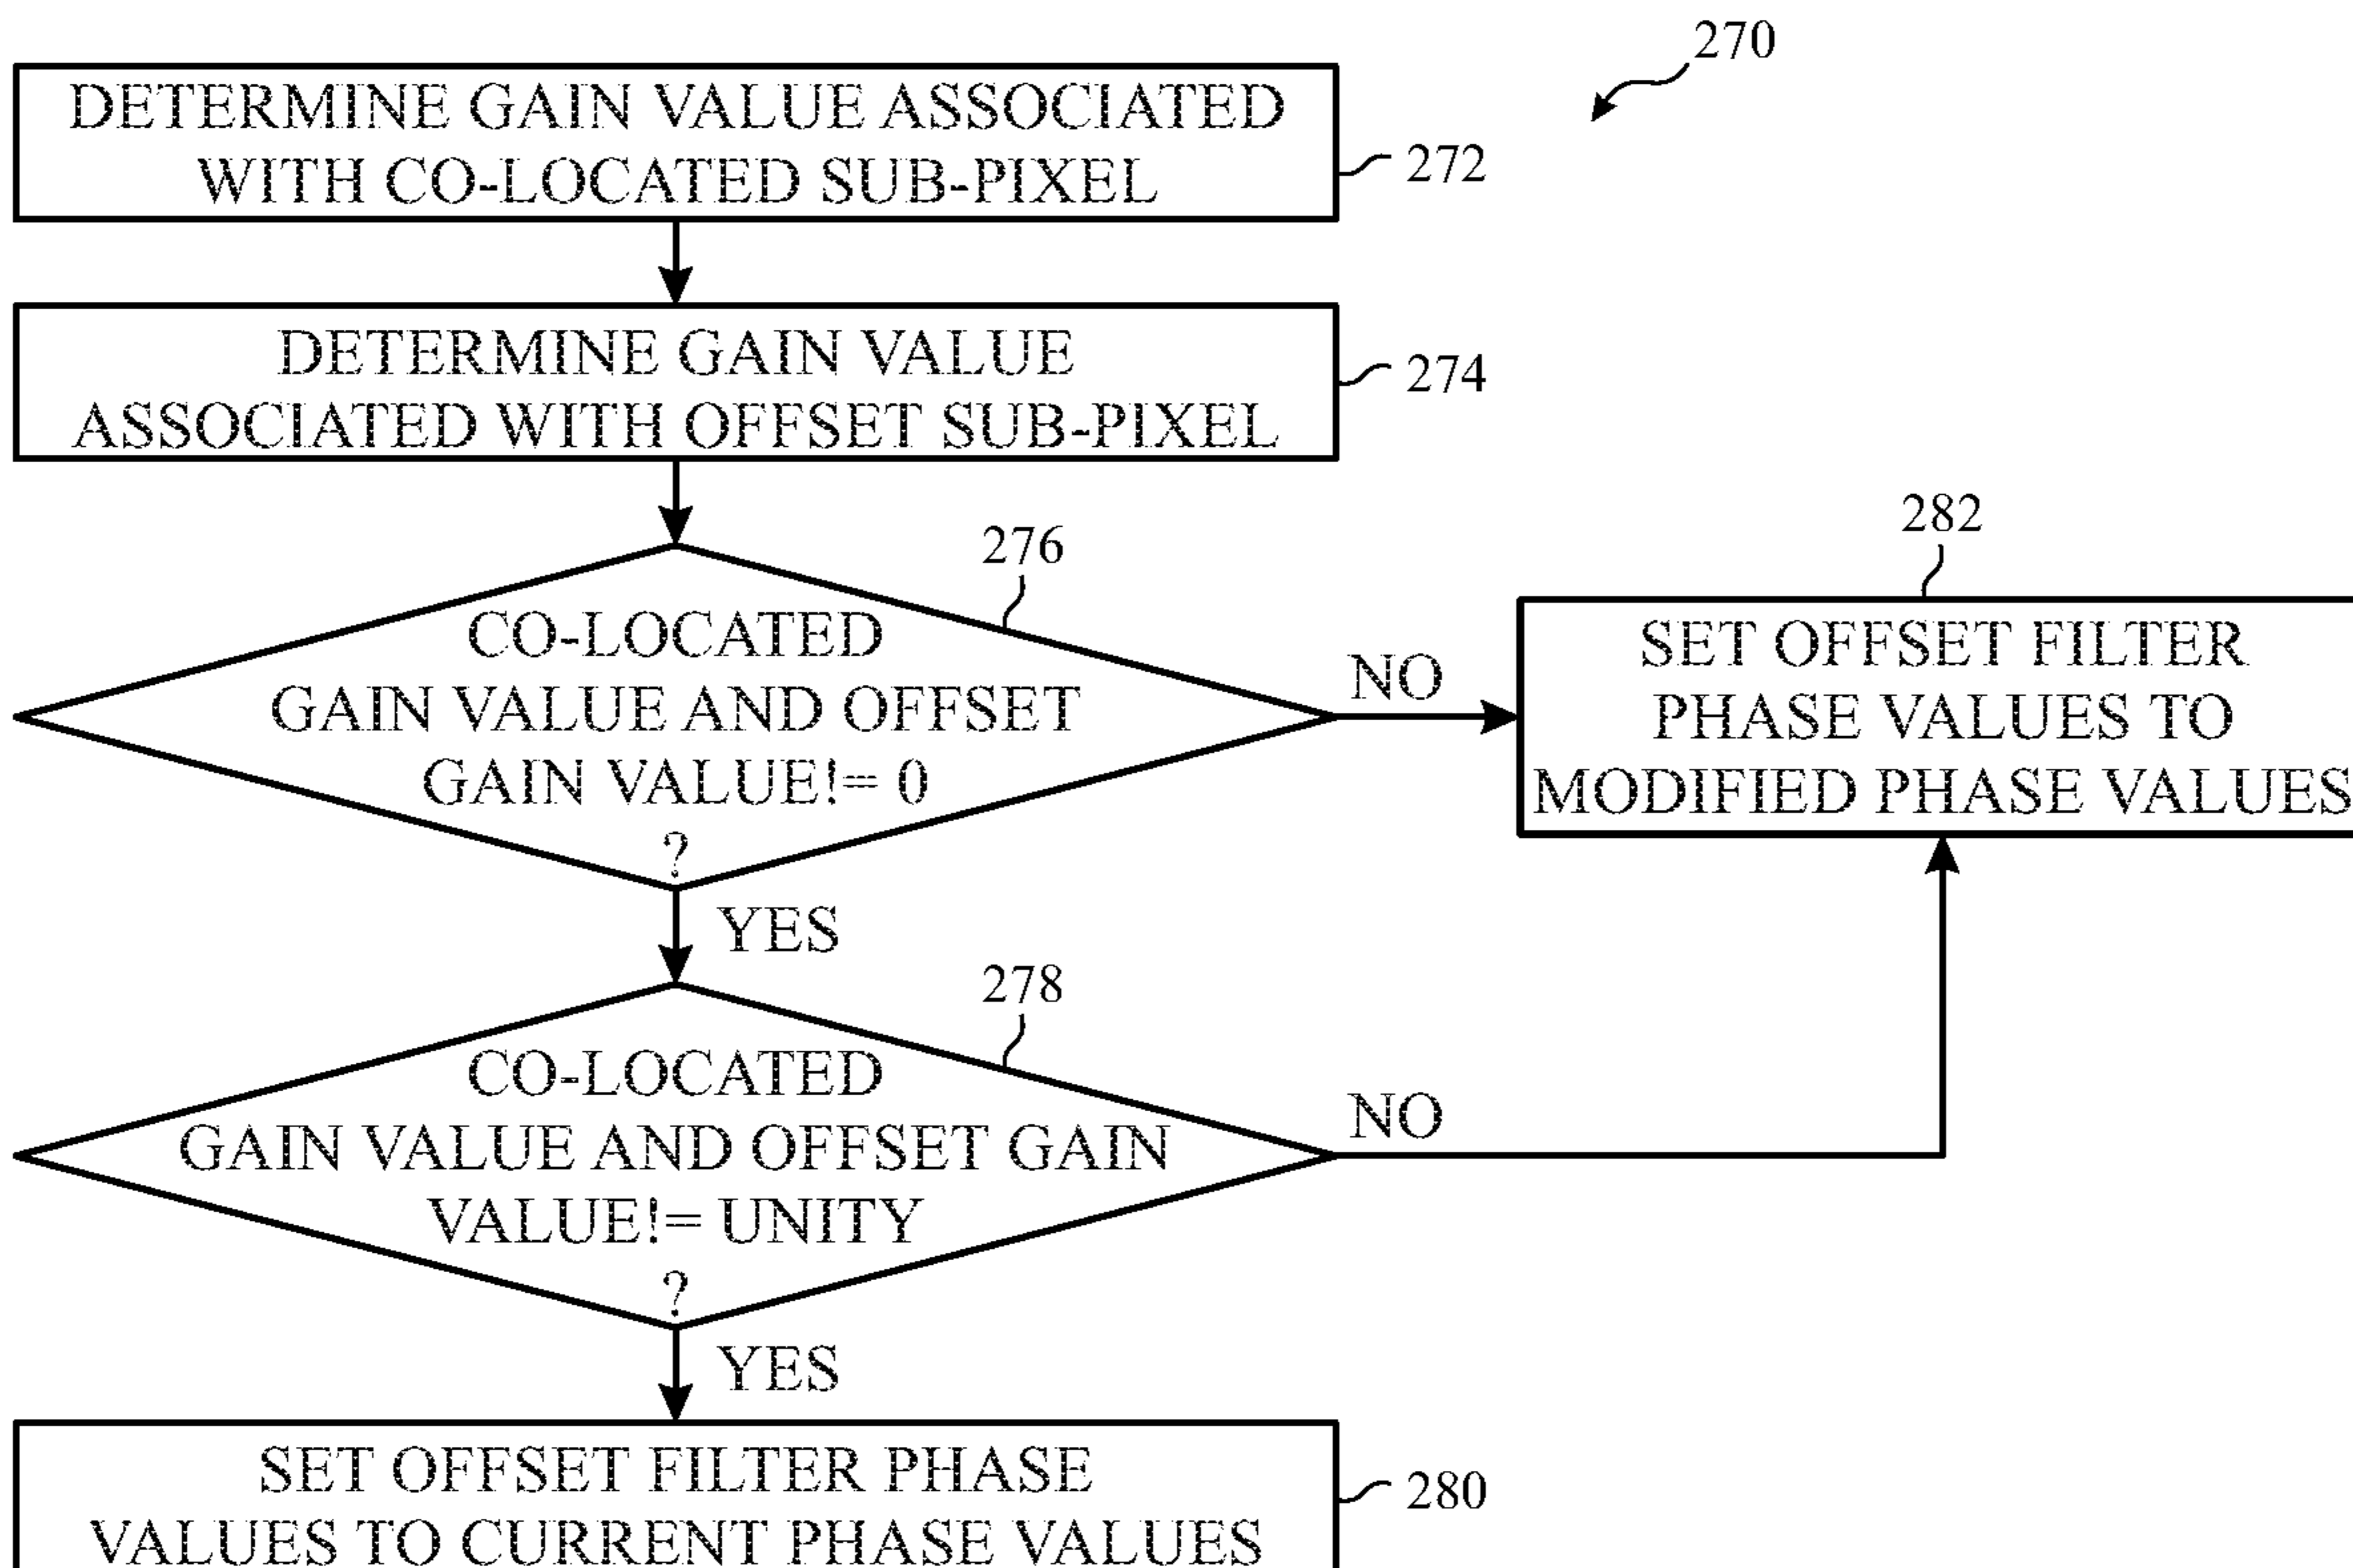 270
DETERMINE GAIN VALUE ASSOCIATED
WITH CO-LOCATED SUB-PIXEL
272
DETERMINE GAIN VALUE
ASSOCIATED WITH OFFSET SUB-PIXEL
274
276
CO-LOCATED
GAIN VALUE AND OFFSET
GAIN VALUE!= 0
?
NO
282
SET OFFSET FILTER
PHASE VALUES TO
MODIFIED PHASE VALUES
YES
278
CO-LOCATED
GAIN VALUE AND OFFSET GAIN
VALUE!= UNITY
?
NO
YES
SET OFFSET FILTER PHASE
VALUES TO CURRENT PHASE VALUES
280